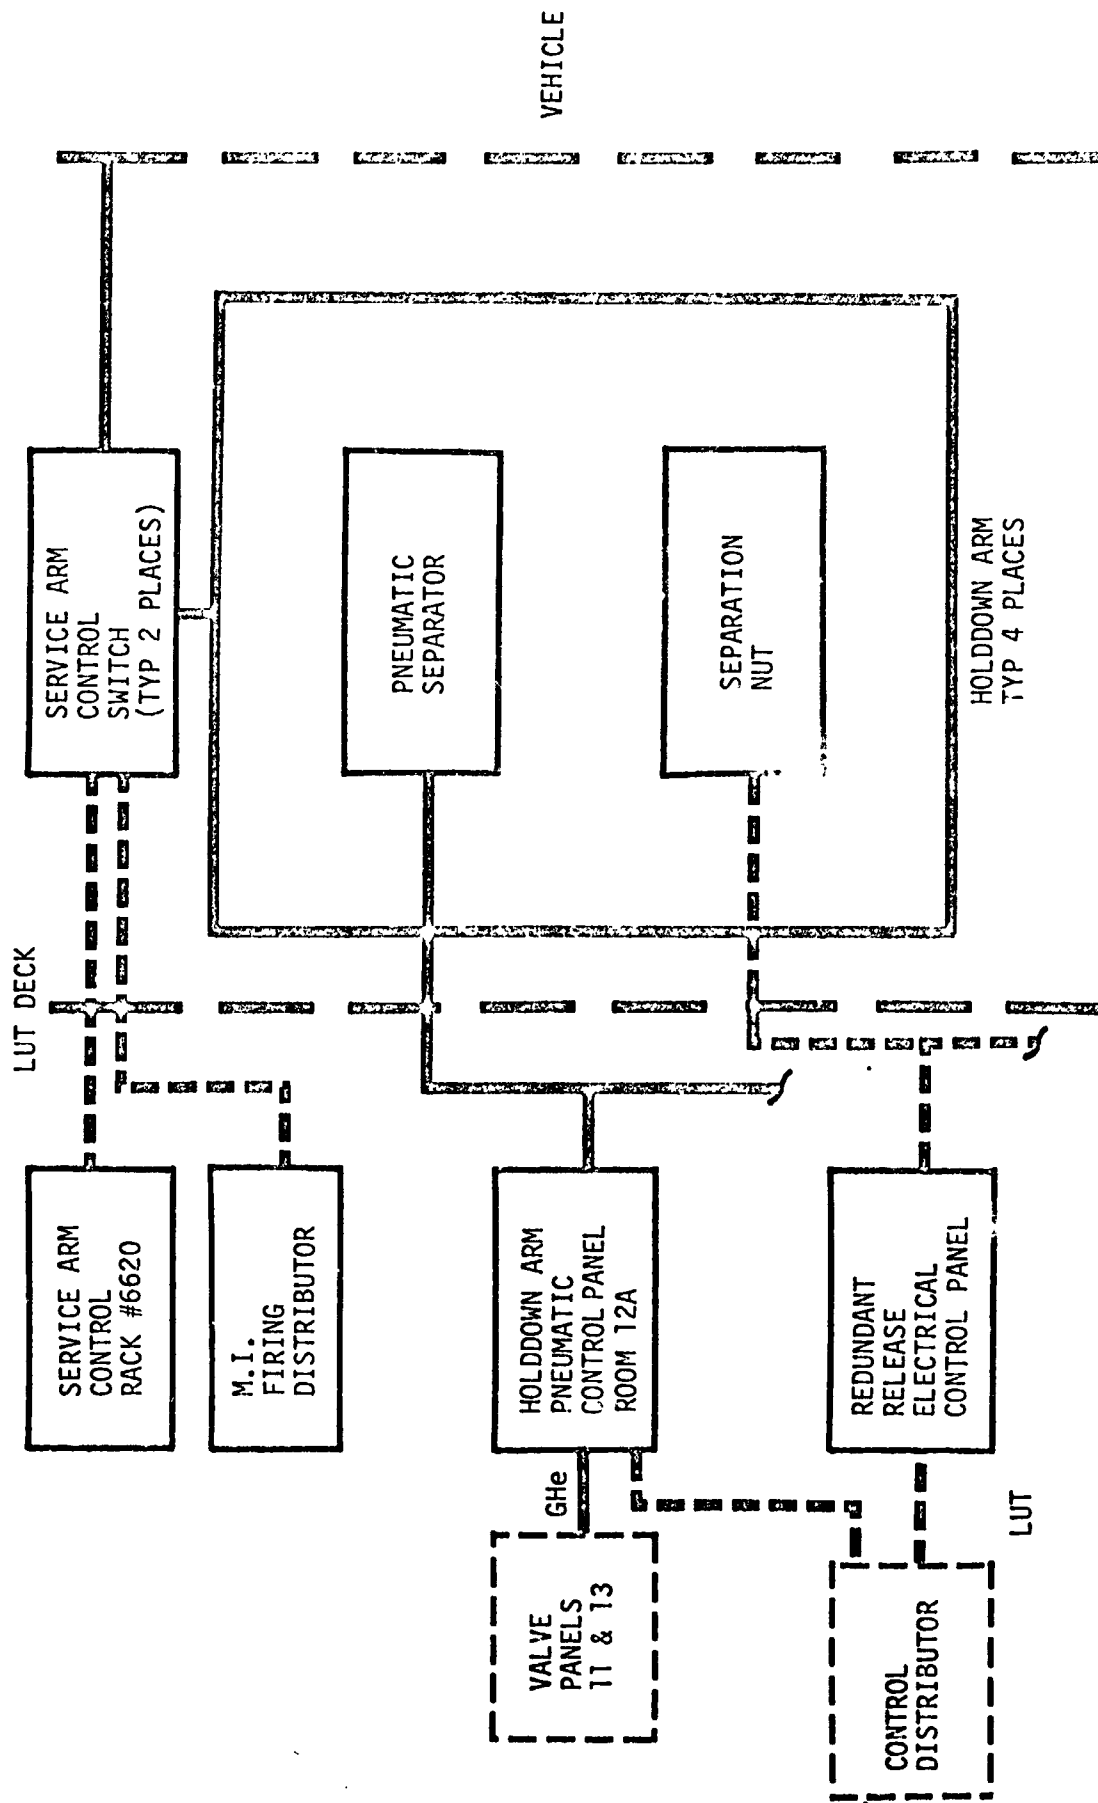 VEHICLE
SERVICE ARM
CONTROL
SWITCH
(TYP 2 PLACES)
PNEUMATIC
SEPARATOR
SEPARATION
NUT
HOLDDOWN ARM
TYP 4 PLACES
LUT DECK
SERVICE ARM
CONTROL
RACK #6620
M.I.
FIRING
DISTRIBUTOR
HOLDDOWN ARM
PNEUMATIC
CONTROL PANEL
ROOM 12A
REDUNDANT
RELEASE
ELECTRICAL
CONTROL PANEL
GHe
LUT
VALVE
PANELS
11 & 13
CONTROL
DISTRIBUTOR